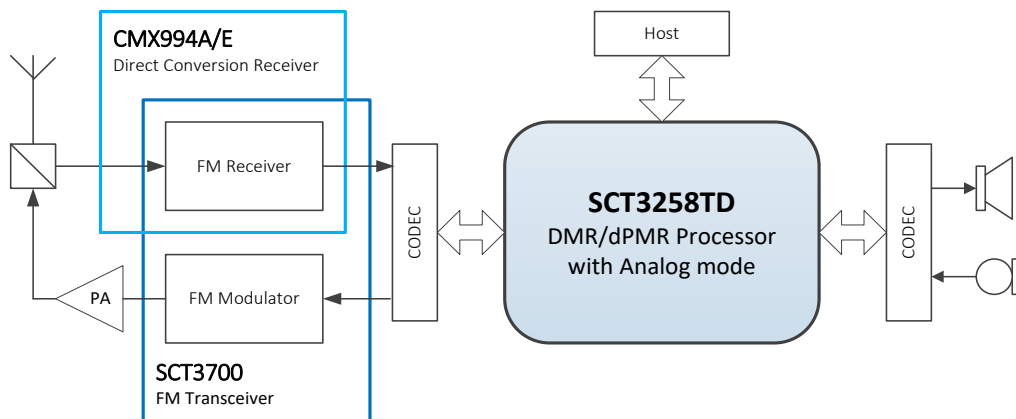 CMX994A/E
Direct Conversion Receiver
Host
FM Receiver
CODEC
SCT3258TD
DMR/dPMR Processor
with Analog mode
CODEC
PA
FM Modulator
SCT3700
FM Transceiver